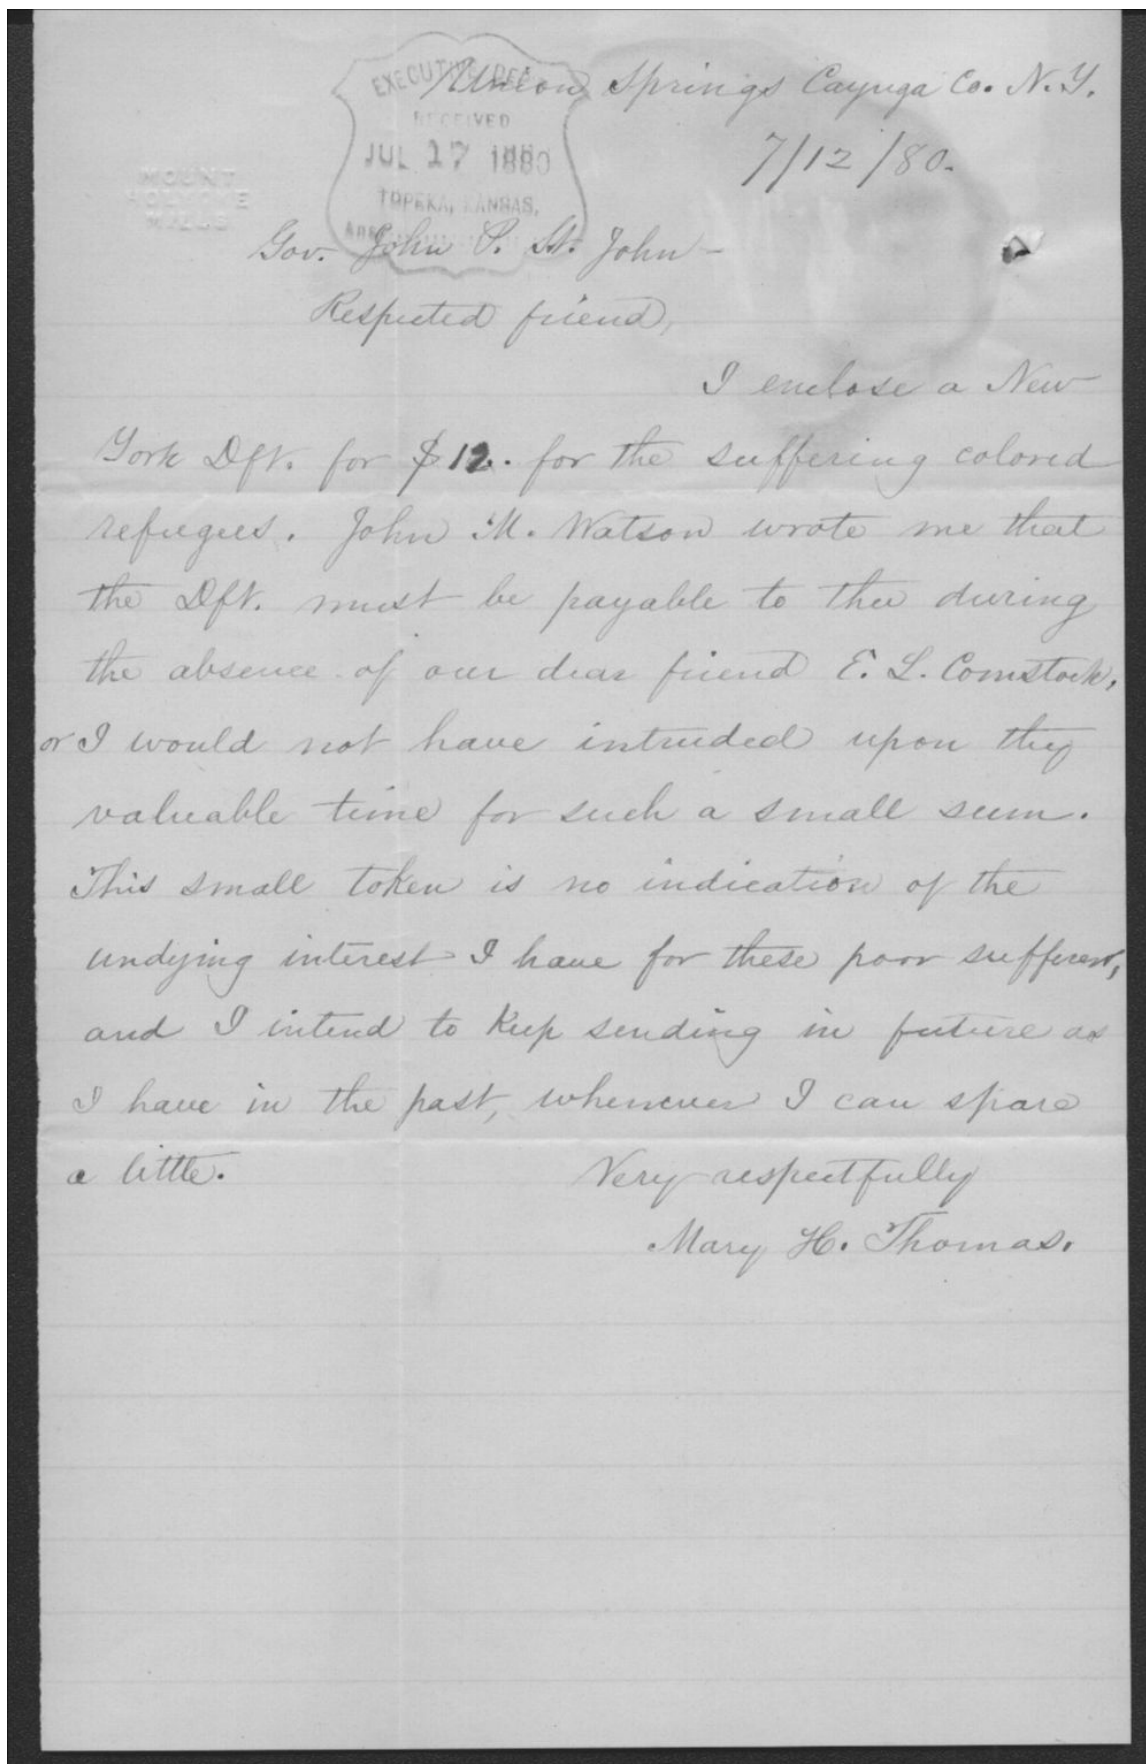 Union Springs Cayuga Co. N.Y.
EXECUTIVE DEP
RECEIVED
JUL 17 1880
TOPEKA, KANSAS,
Ans
7/12/80.
MOUNT
HOLYOKE
MILLS
Gov. John P. St. John -
Respected friend,
I enclose a New
York Dft. for $12. for the suffering colored
refugees. John M. Watson wrote me that
the Dft. must be payable to thee during
the absence of our dear friend E. L. Comstock,
or I would not have intruded upon thy
valuable time for such a small sum.
This small token is no indication of the
undying interest I have for these poor sufferers,
and I intend to keep sending in future as
I have in the past, whenever I can spare
a little.
Very respectfully
Mary H. Thomas.